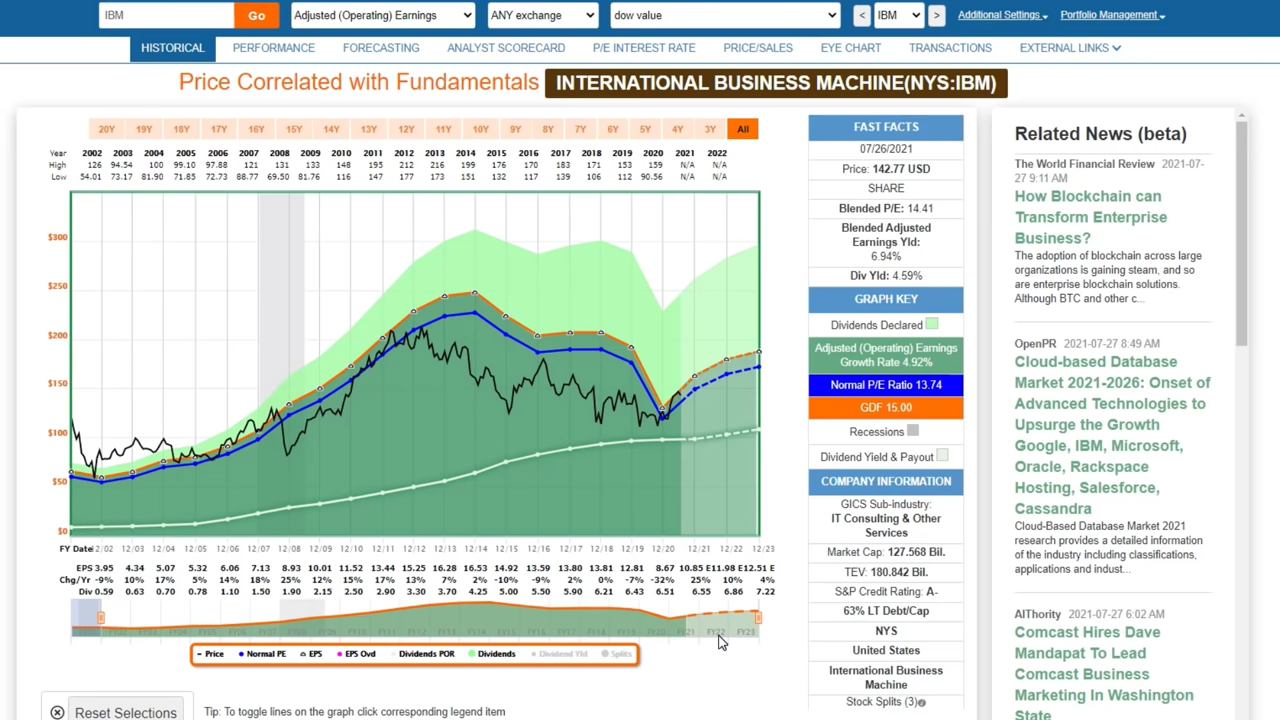 IBM Go Adjusted (Operating) Earnings ANY exchange dow value < IBM > Additional Settings Portfolio Management
HISTORICAL PERFORMANCE FORECASTING ANALYST SCORECARD P/E INTEREST RATE PRICE/SALES EYE CHART TRANSACTIONS EXTERNAL LINKS
Price Correlated with Fundamentals INTERNATIONAL BUSINESS MACHINE(NYS:IBM)
20Y 19Y 18Y 17Y 16Y 15Y 14Y 13Y 12Y 11Y 10Y 9Y 8Y 7Y 6Y 5Y 4Y 3Y All
Year 2002 2003 2004 2005 2006 2007 2008 2009 2010 2011 2012 2013 2014 2015 2016 2017 2018 2019 2020 2021 2022
High 126 94.54 100 99.10 97.88 121 131 133 148 195 212 216 199 176 170 183 171 153 159 N/A N/A
Low 54.01 73.17 81.90 71.85 72.73 88.77 69.50 81.76 116 147 177 173 151 132 117 139 106 112 90.56 N/A N/A
$300
$250
$200
$150
$100
$50
$0
FY Date 12/02 12/03 12/04 12/05 12/06 12/07 12/08 12/09 12/10 12/11 12/12 12/13 12/14 12/15 12/16 12/17 12/18 12/19 12/20 12/21 12/22 12/23
EPS 3.95 4.34 5.07 5.32 6.06 7.13 8.93 10.01 11.52 13.44 15.25 16.28 16.53 14.92 13.59 13.80 13.81 12.81 8.67 10.85 E 11.98 E 12.51 E
Chg/Yr -9% 10% 17% 5% 14% 18% 25% 12% 15% 17% 13% 7% 2% -10% -9% 2% 0% -7% -32% 25% 10% 4%
Div 0.59 0.63 0.70 0.78 1.10 1.50 1.90 2.15 2.50 2.90 3.30 3.70 4.25 5.00 5.50 5.90 6.21 6.43 6.51 6.55 6.86 7.22
FY03 FY04 FY05 FY06 FY07 FY08 FY09 FY10 FY11 FY12 FY13 FY14 FY15 FY16 FY17 FY18 FY19 FY20 FY21 FY22 FY23
Price Normal PE EPS EPS Ovd Dividends POR Dividends Dividend Yld Splits
Reset Selections Tip: To toggle lines on the graph click corresponding legend item
FAST FACTS
07/26/2021
Price: 142.77 USD
SHARE
Blended P/E: 14.41
Blended Adjusted
Earnings Yld:
6.94%
Div Yld: 4.59%
GRAPH KEY
Dividends Declared
Adjusted (Operating) Earnings
Growth Rate 4.92%
Normal P/E Ratio 13.74
GDF 15.00
Recessions
Dividend Yield & Payout
COMPANY INFORMATION
GICS Sub-industry:
IT Consulting & Other
Services
Market Cap: 127.568 Bil.
TEV: 180.842 Bil.
S&P Credit Rating: A-
63% LT Debt/Cap
NYS
United States
International Business
Machine
Stock Splits (3)
Related News (beta)
The World Financial Review 2021-07-
27 9:11 AM
How Blockchain can
Transform Enterprise
Business?
The adoption of blockchain across large
organizations is gaining steam, and so
are enterprise blockchain solutions.
Although BTC and other c...
OpenPR 2021-07-27 8:49 AM
Cloud-based Database
Market 2021-2026: Onset of
Advanced Technologies to
Upsurge the Growth
Google, IBM, Microsoft,
Oracle, Rackspace
Hosting, Salesforce,
Cassandra
Cloud-Based Database Market 2021
research provides a detailed information
of the industry including classifications,
applications and indust...
AIThority 2021-07-27 6:02 AM
Comcast Hires Dave
Mandapat To Lead
Comcast Business
Marketing In Washington
State